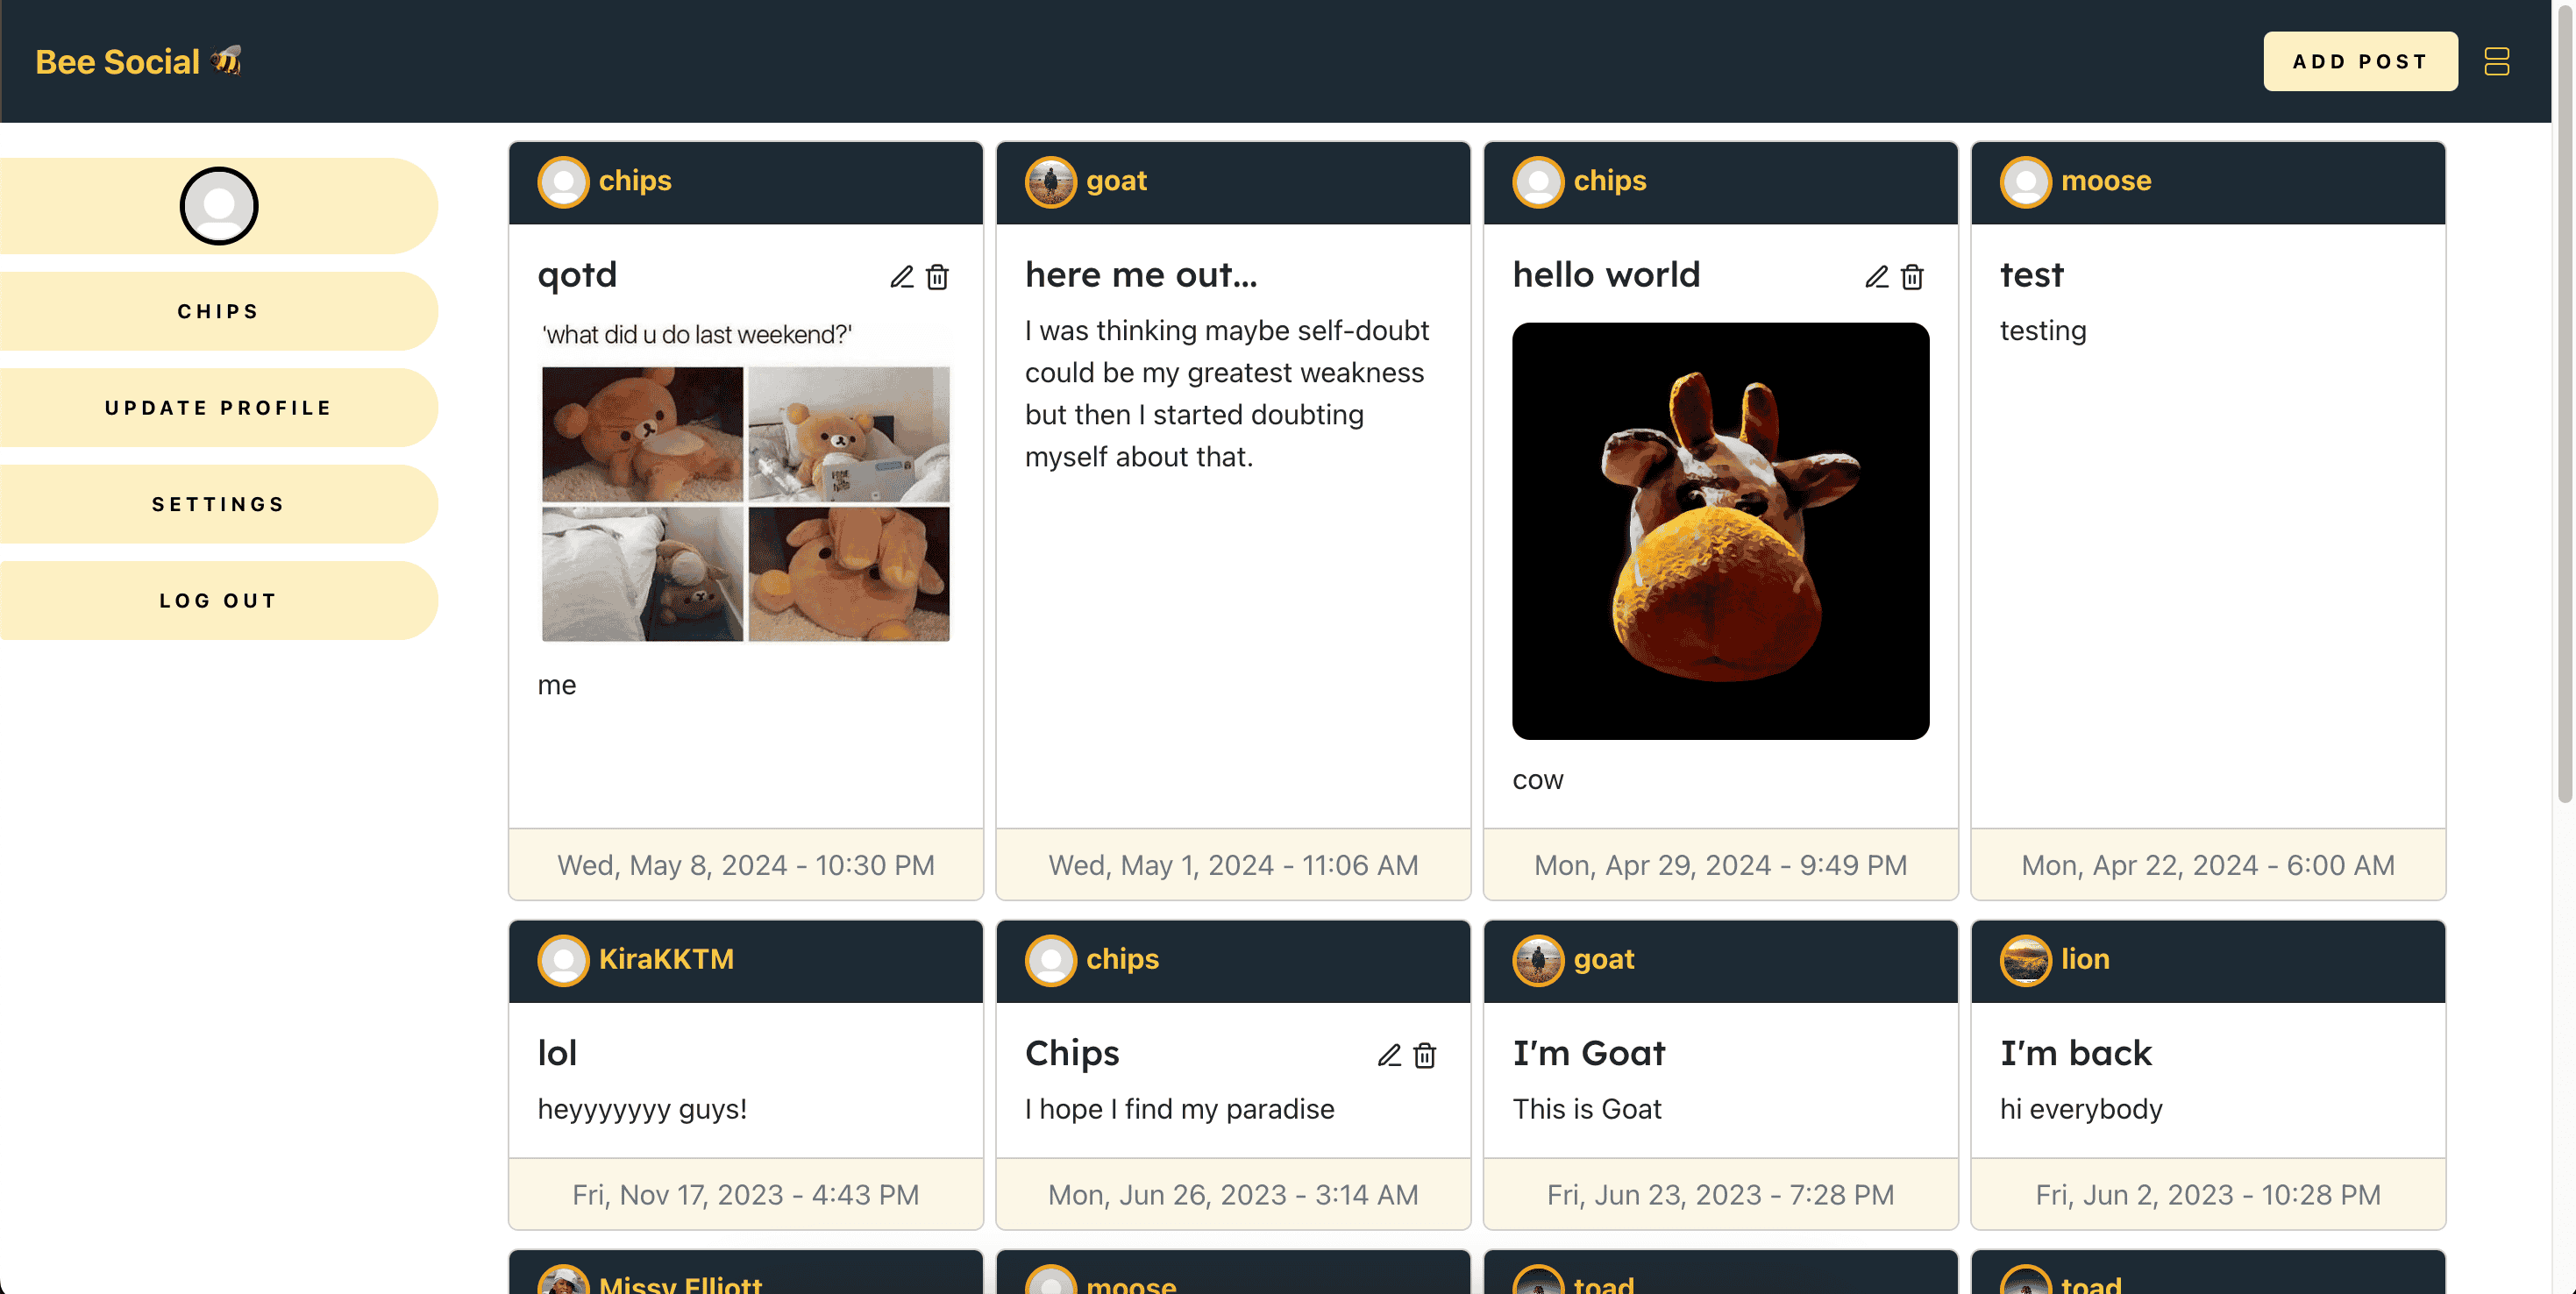 Bee Social
ADD POST
CHIPS
UPDATE PROFILE
SETTINGS
LOG OUT
chips
qotd
'what did u do last weekend?'
me
Wed, May 8, 2024 - 10:30 PM
goat
here me out...
I was thinking maybe self-doubt
could be my greatest weakness
but then I started doubting
myself about that.
Wed, May 1, 2024 - 11:06 AM
chips
hello world
cow
Mon, Apr 29, 2024 - 9:49 PM
moose
test
testing
Mon, Apr 22, 2024 - 6:00 AM
KiraKKTM
lol
heyyyyyyy guys!
Fri, Nov 17, 2023 - 4:43 PM
chips
Chips
I hope I find my paradise
Mon, Jun 26, 2023 - 3:14 AM
goat
I'm Goat
This is Goat
Fri, Jun 23, 2023 - 7:28 PM
lion
I'm back
hi everybody
Fri, Jun 2, 2023 - 10:28 PM
Missy Elliott
moose
toad
toad